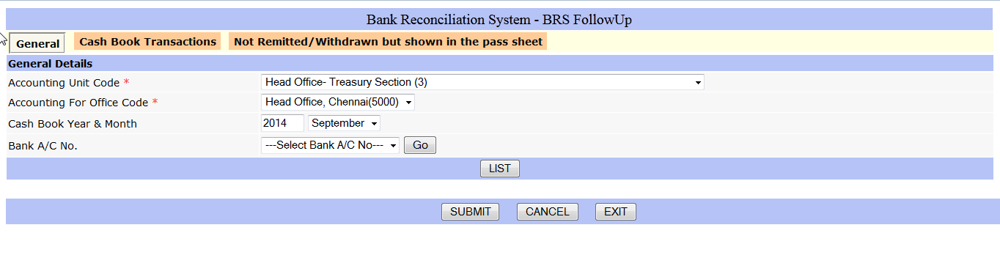 Bank Reconciliation System - BRS FollowUp
General Cash Book Transactions Not Remitted/Withdrawn but shown in the pass sheet
General Details
Accounting Unit Code * Head Office- Treasury Section (3)
Accounting For Office Code * Head Office, Chennai(5000)
Cash Book Year & Month 2014 September
Bank A/C No. ---Select Bank A/C No--- Go
LIST
SUBMIT CANCEL EXIT